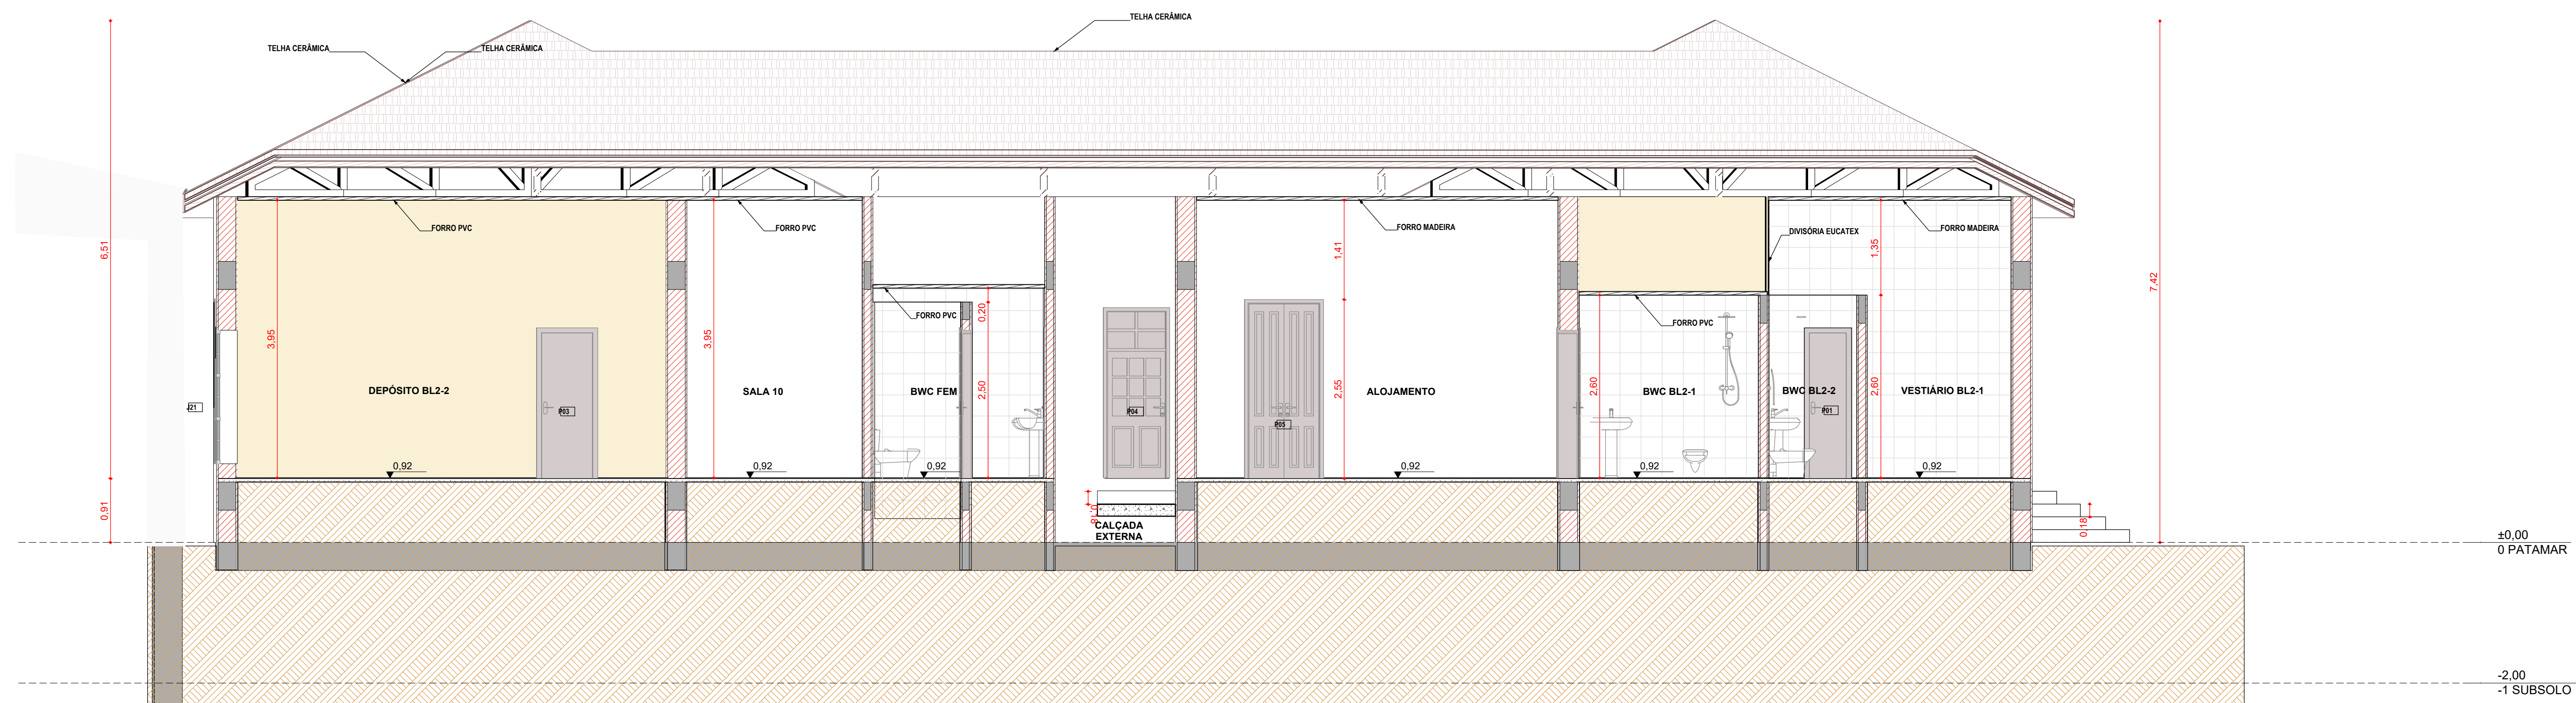 TELHA CERÂMICA
TELHA CERÂMICA
TELHA CERÂMICA
6,51
7,42
FORRO PVC
FORRO PVC
FORRO MADEIRA
DIVISÓRIA EUCATEX
FORRO MADEIRA
1,41
1,35
3,95
3,95
0,20
FORRO PVC
FORRO PVC
2,50
2,55
2,60
2,60
DEPÓSITO BL2-2
SALA 10
BWC FEM
ALOJAMENTO
BWC BL2-1
BWC BL2-2
VESTIÁRIO BL2-1
J21
P03
P04
P05
P01
0,92
0,92
0,92
0,92
0,92
0,92
0,91
0,18
CALÇADA
EXTERNA
0,18
±0,00
0 PATAMAR
-2,00
-1 SUBSOLO